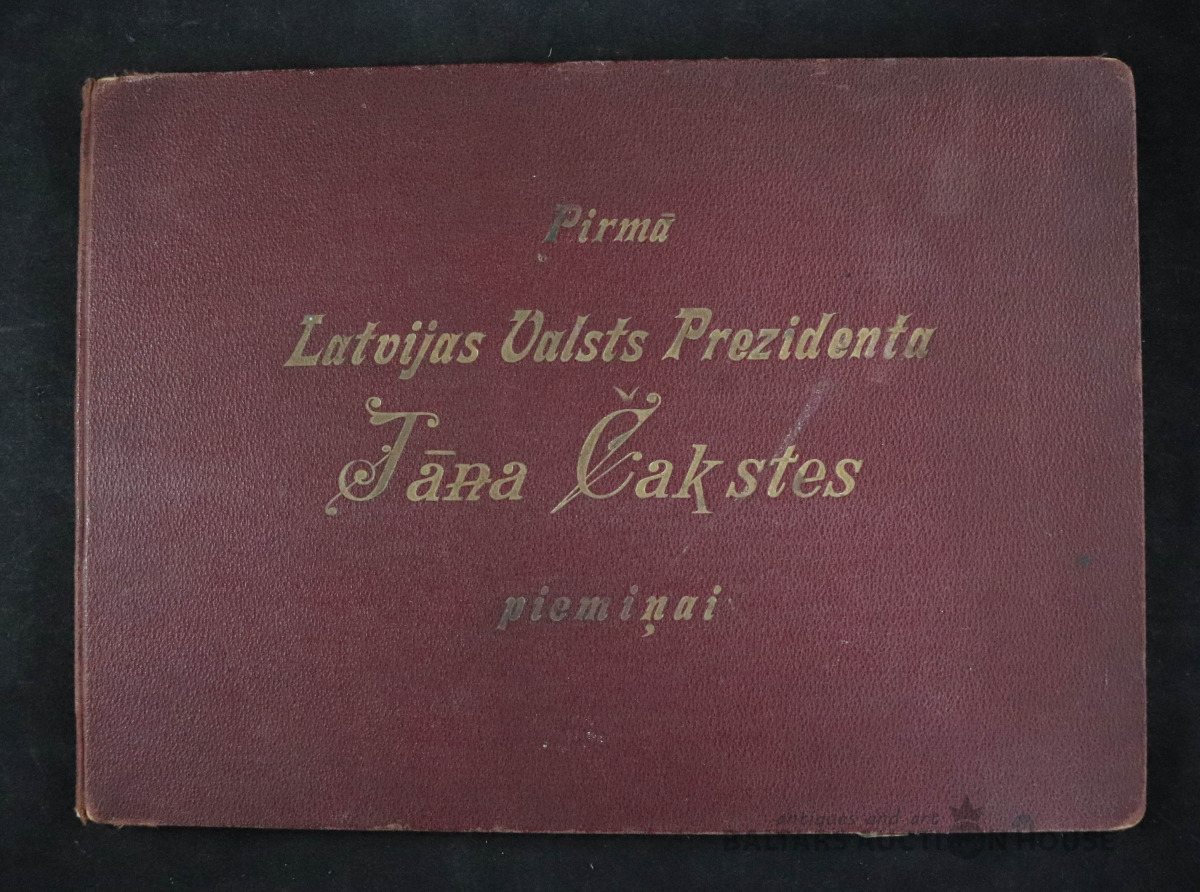 Pirmā
Latvijas Valsts Prezidenta
Jāņa Čakstes
piemiņai
antiques and art
BALTARS AUCTION HOUSE